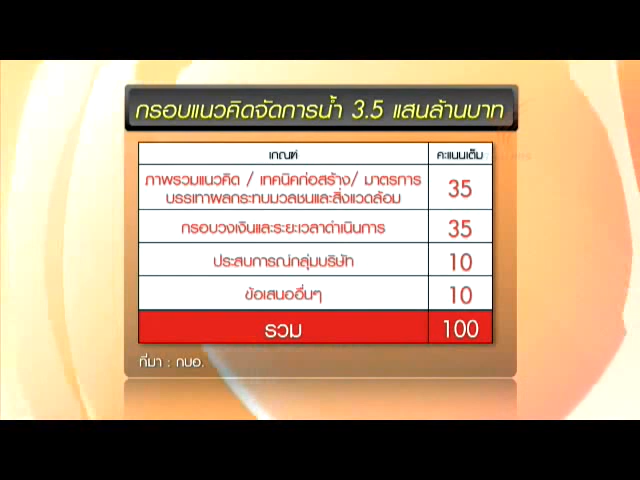 กรอบแนวคิดจัดการน้ำ 3.5 แสนล้านบาท
เกณฑ์ คะแนนเต็ม
ภาพรวมแนวคิด / เทคนิคก่อสร้าง/ มาตรการ
บรรเทาผลกระทบมวลชนและสิ่งแวดล้อม 35
กรอบวงเงินและระยะเวลาดำเนินการ 35
ประสบการณ์กลุ่มบริษัท 10
ข้อเสนออื่นๆ 10
รวม 100
ที่มา : กบอ.